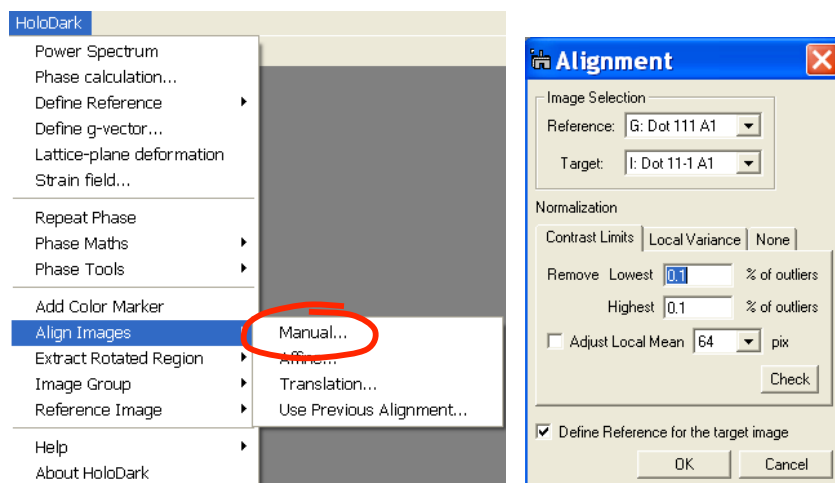 HoloDark
Power Spectrum
Phase calculation...
Define Reference
Define g-vector...
Lattice-plane deformation
Strain field...
Repeat Phase
Phase Maths
Phase Tools
Add Color Marker
Align Images
Extract Rotated Region
Image Group
Reference Image
Help
About HoloDark
Manual...
Affine...
Translation...
Use Previous Alignment...
Alignment
Image Selection
Reference: G: Dot 111 A1
Target: I: Dot 11-1 A1
Normalization
Contrast Limits Local Variance None
Remove Lowest 0.1 % of outliers
Highest 0.1 % of outliers
Adjust Local Mean 64 pix
Check
Define Reference for the target image
OK Cancel